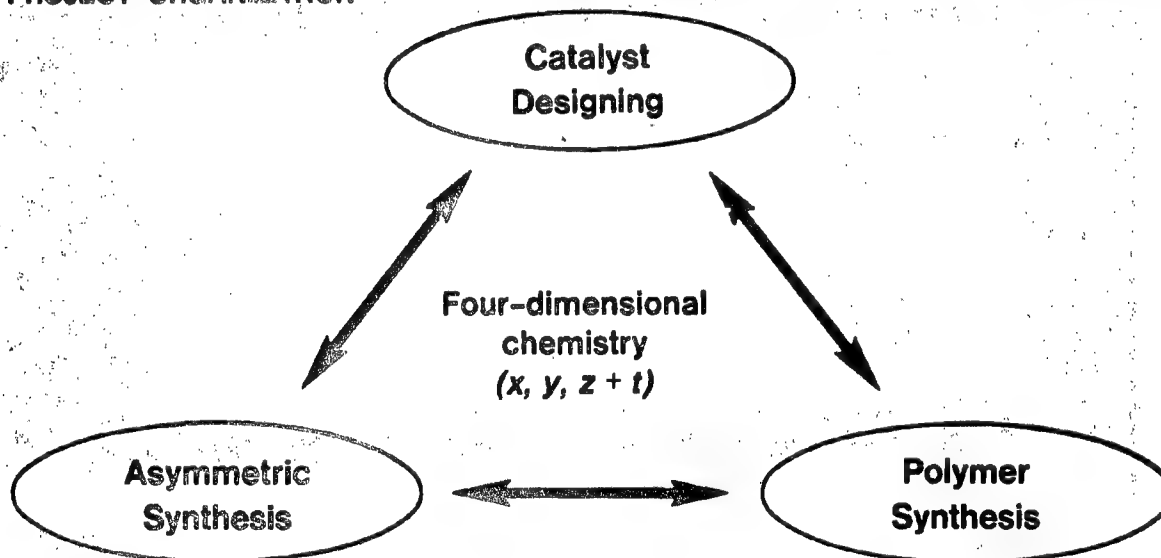 Catalyst
Designing
Four-dimensional
chemistry
(x, y, z + t)
Asymmetric
Synthesis
Polymer
Synthesis